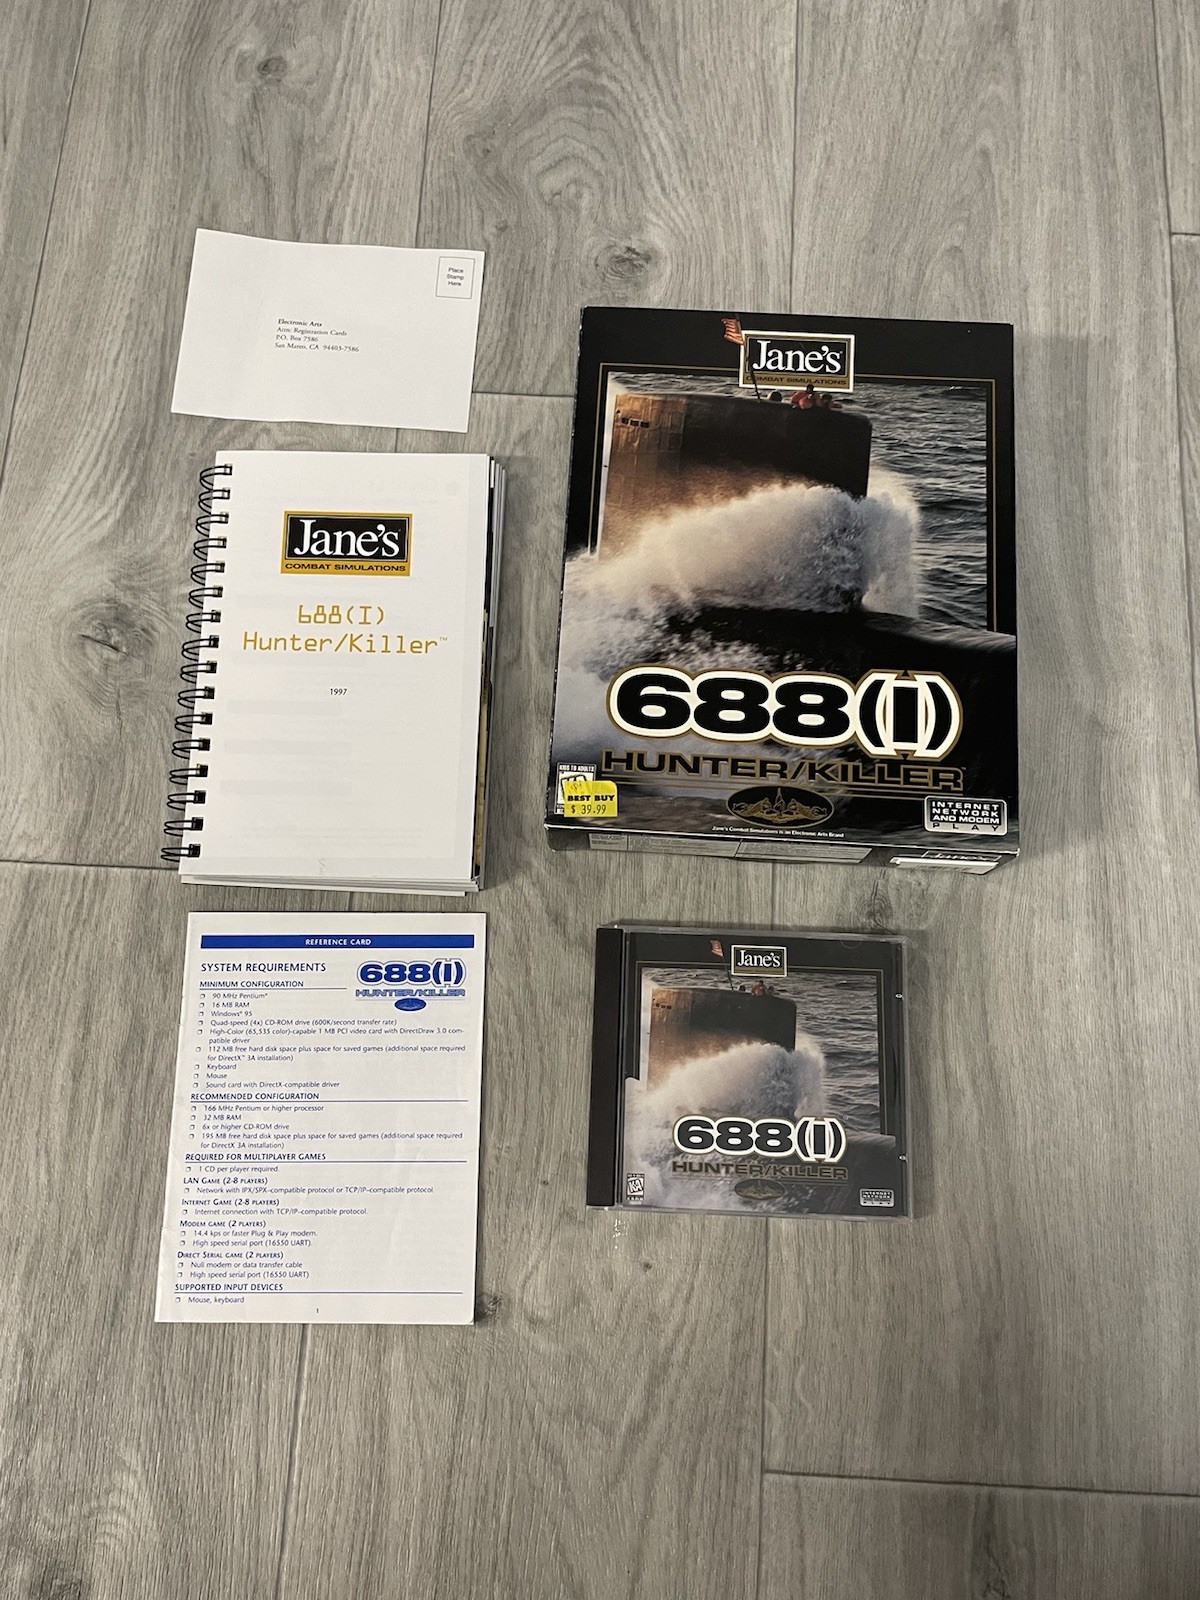 Place
Stamp
Here
Electronic Arts
Attn: Registration Cards
P.O. Box 7586
San Mateo, CA 94403-7586
Jane's
COMBAT SIMULATIONS
688(I)
Hunter/Killer™
1997
Jane's
COMBAT SIMULATIONS
688(I)
HUNTER/KILLER
KIDS TO ADULTS
BEST BUY
$ 39.99
INTERNET
NETWORK
AND MODEM
PLAY
Jane's Combat Simulations is an Electronic Arts Brand
Jane's
REFERENCE CARD
688(I)
HUNTER/KILLER
SYSTEM REQUIREMENTS
MINIMUM CONFIGURATION
❒ 90 MHz Pentium®
❒ 16 MB RAM
❒ Windows® 95
❒ Quad-speed (4x) CD-ROM drive (600K/second transfer rate)
❒ High-Color (65,535 color)-capable 1 MB PCI video card with DirectDraw 3.0 com-
patible driver
❒ 112 MB free hard disk space plus space for saved games (additional space required
for DirectX™ 3A installation)
❒ Keyboard
❒ Mouse
❒ Sound card with DirectX-compatible driver
RECOMMENDED CONFIGURATION
❒ 166 MHz Pentium or higher processor
❒ 32 MB RAM
❒ 6x or higher CD-ROM drive
❒ 195 MB free hard disk space plus space for saved games (additional space required
for DirectX 3A installation)
REQUIRED FOR MULTIPLAYER GAMES
❒ 1 CD per player required.
LAN GAME (2-8 PLAYERS)
❒ Network with IPX/SPX-compatible protocol or TCP/IP-compatible protocol
INTERNET GAME (2-8 PLAYERS)
❒ Internet connection with TCP/IP-compatible protocol.
MODEM GAME (2 PLAYERS)
❒ 14.4 kps or faster Plug & Play modem.
❒ High speed serial port (16550 UART).
DIRECT SERIAL GAME (2 PLAYERS)
❒ Null modem or data transfer cable
❒ High speed serial port (16550 UART)
SUPPORTED INPUT DEVICES
❒ Mouse, keyboard
1
Jane's
688(I)
HUNTER/KILLER
K-A
INTERNET
NETWORK
PLAY